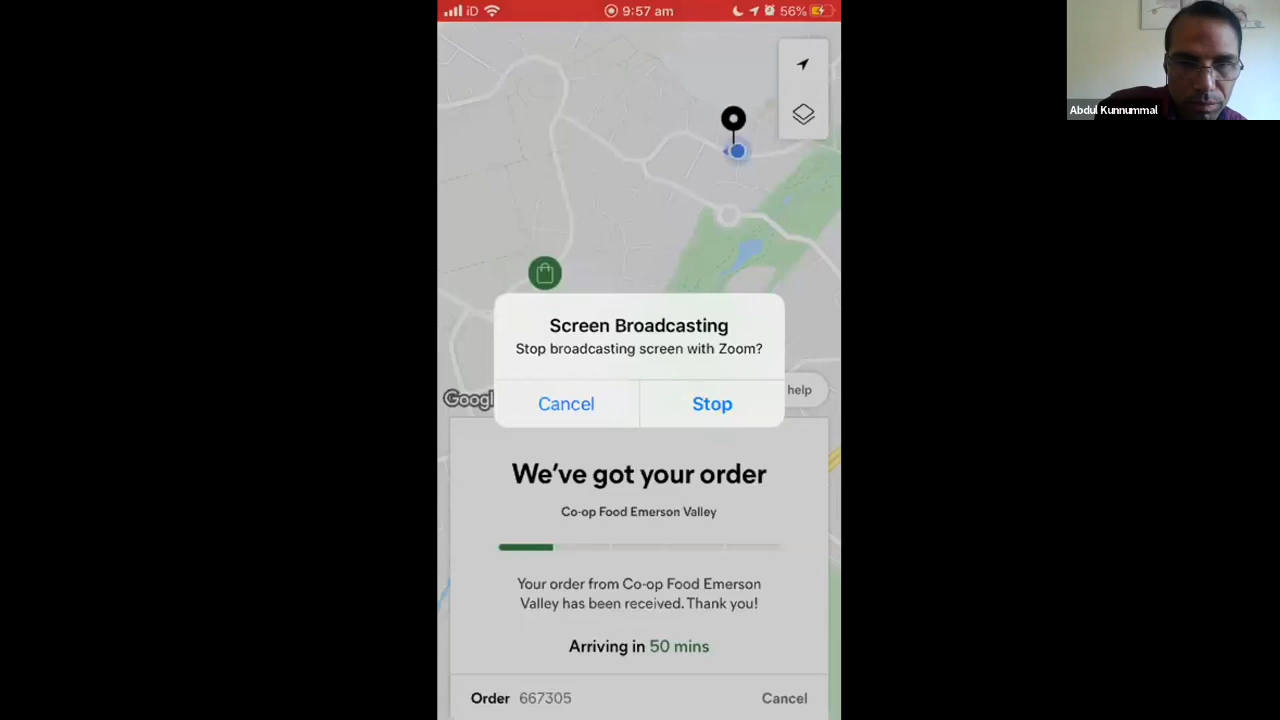 iD 9:57 am 56%
Abdul Kunnummal
Screen Broadcasting
Stop broadcasting screen with Zoom?
Cancel Stop
Googl
help
We've got your order
Co-op Food Emerson Valley
Your order from Co-op Food Emerson
Valley has been received. Thank you!
Arriving in 50 mins
Order 667305 Cancel